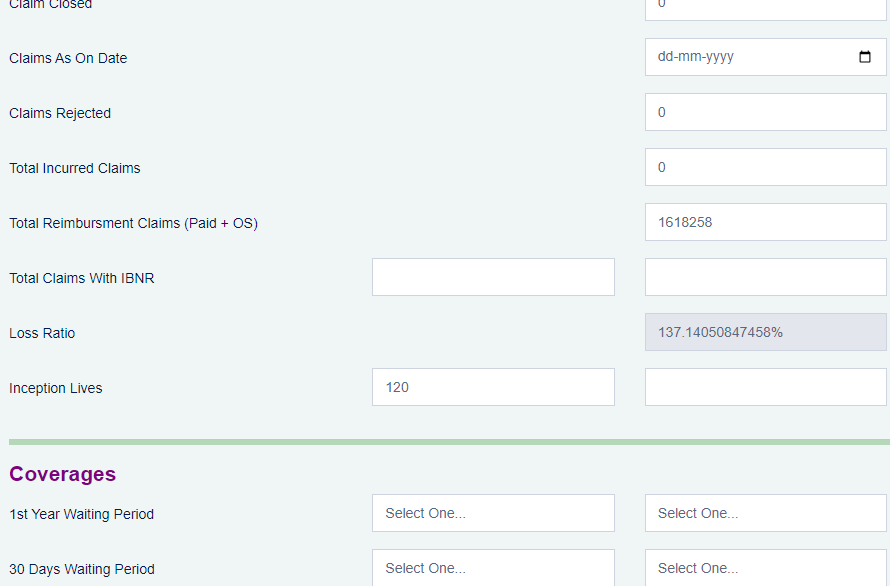 Claim Closed 0
Claims As On Date dd-mm-yyyy
Claims Rejected 0
Total Incurred Claims 0
Total Reimbursment Claims (Paid + OS) 1618258
Total Claims With IBNR
Loss Ratio 137.14050847458%
Inception Lives 120
Coverages
1st Year Waiting Period Select One... Select One...
30 Days Waiting Period Select One... Select One...